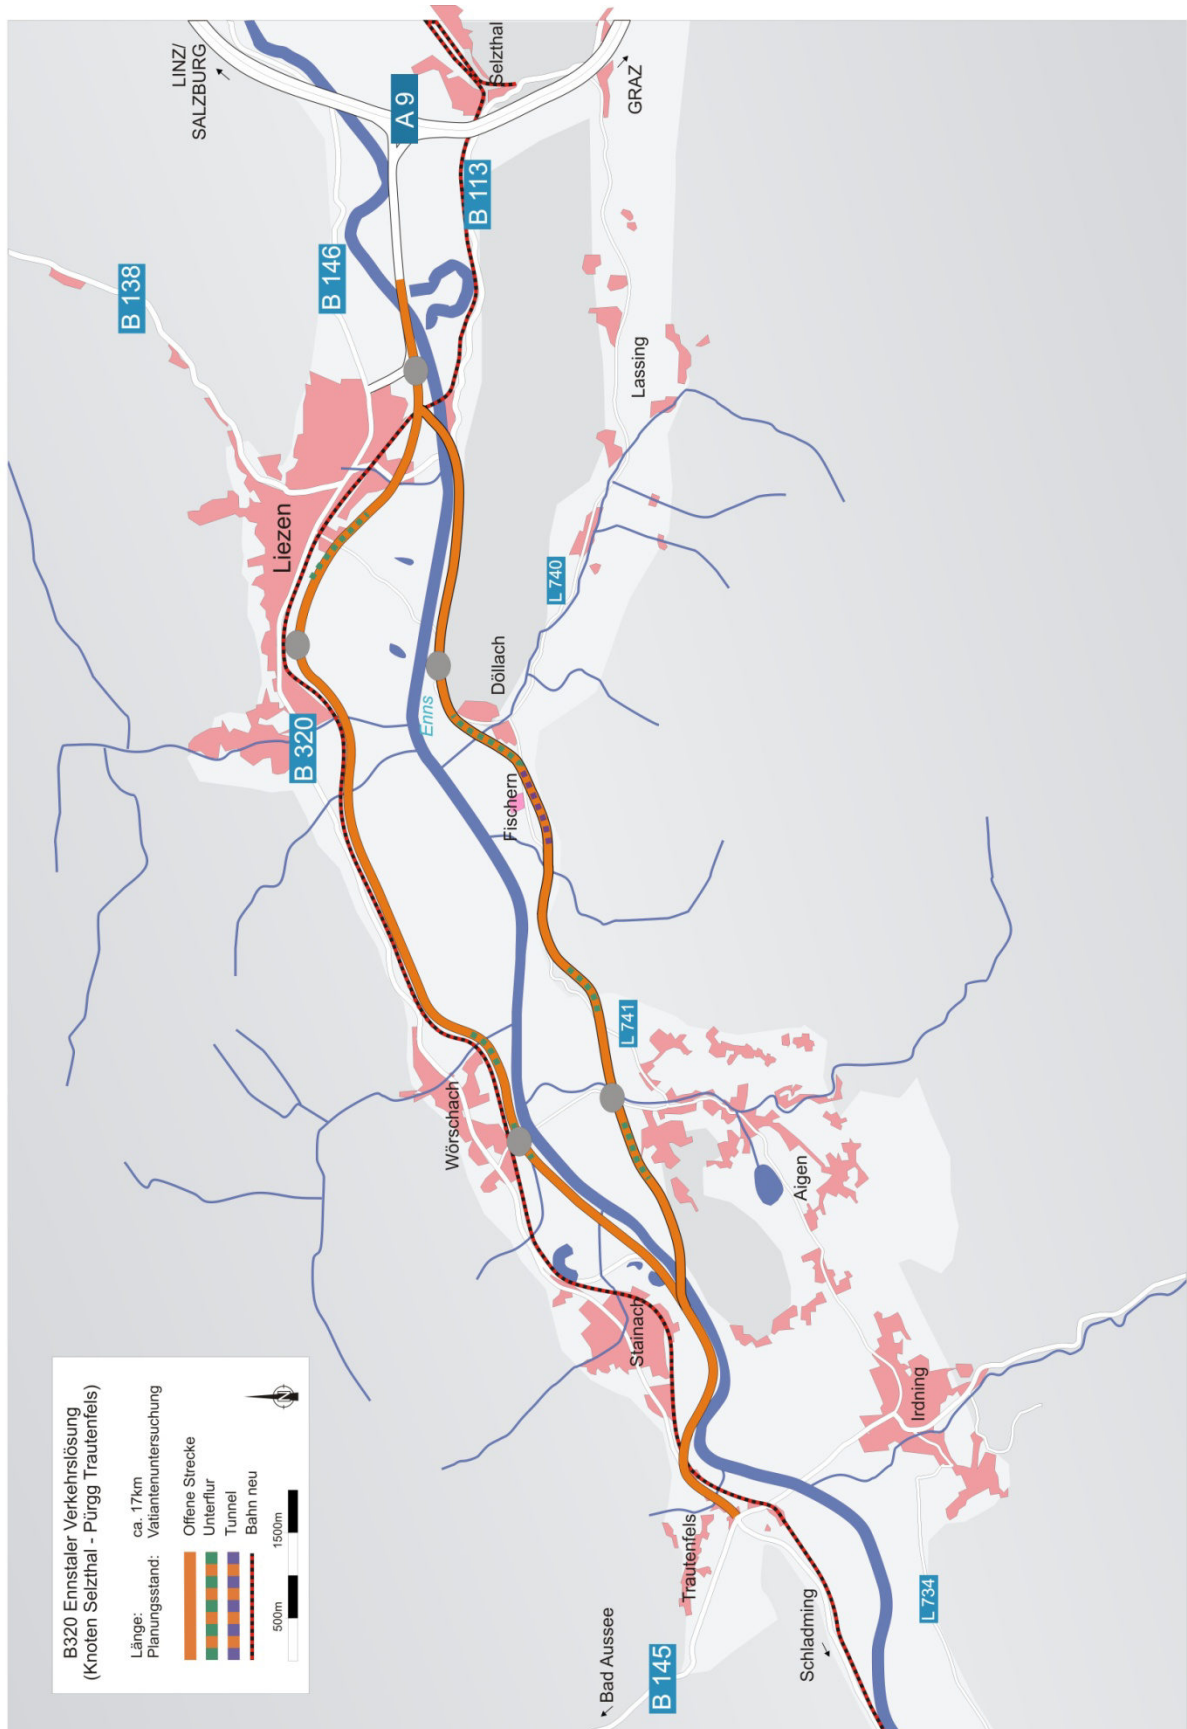 B320 Ennstaler Verkehrslösung
(Knoten Selzthal - Pürgg Trautenfels)
Länge: ca. 17km
Planungsstand: Vatiantenuntersuchung
Offene Strecke
Unterflur
Tunnel
Bahn neu
500m 1500m
N
Bad Aussee
B 145
Schladming
L 734
Trautenfels
Irdning
Stainach
Aigen
Wörschach
L 741
Fischern
Döllach
Enns
B 320
Liezen
L 740
Lassing
B 138
B 146
B 113
A 9
LINZ/
SALZBURG
Selzthal
GRAZ